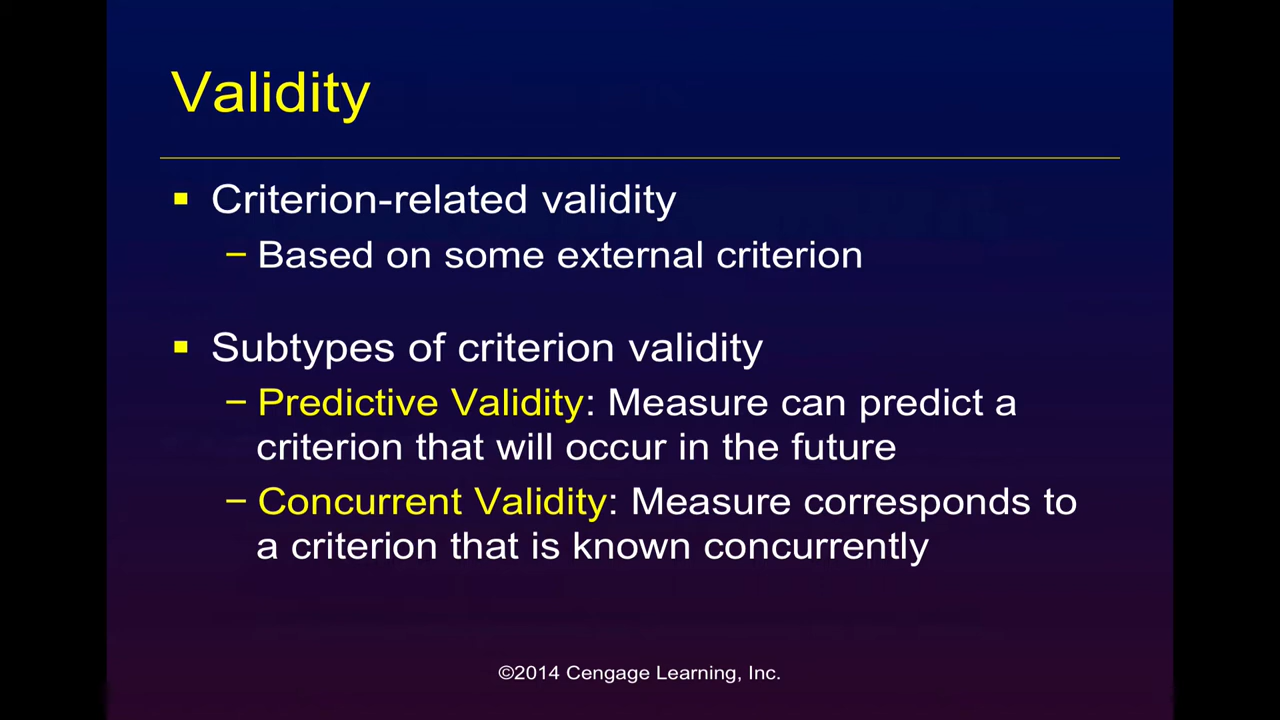 Validity
▪ Criterion-related validity
– Based on some external criterion
▪ Subtypes of criterion validity
– Predictive Validity: Measure can predict a
criterion that will occur in the future
– Concurrent Validity: Measure corresponds to
a criterion that is known concurrently
©2014 Cengage Learning, Inc.